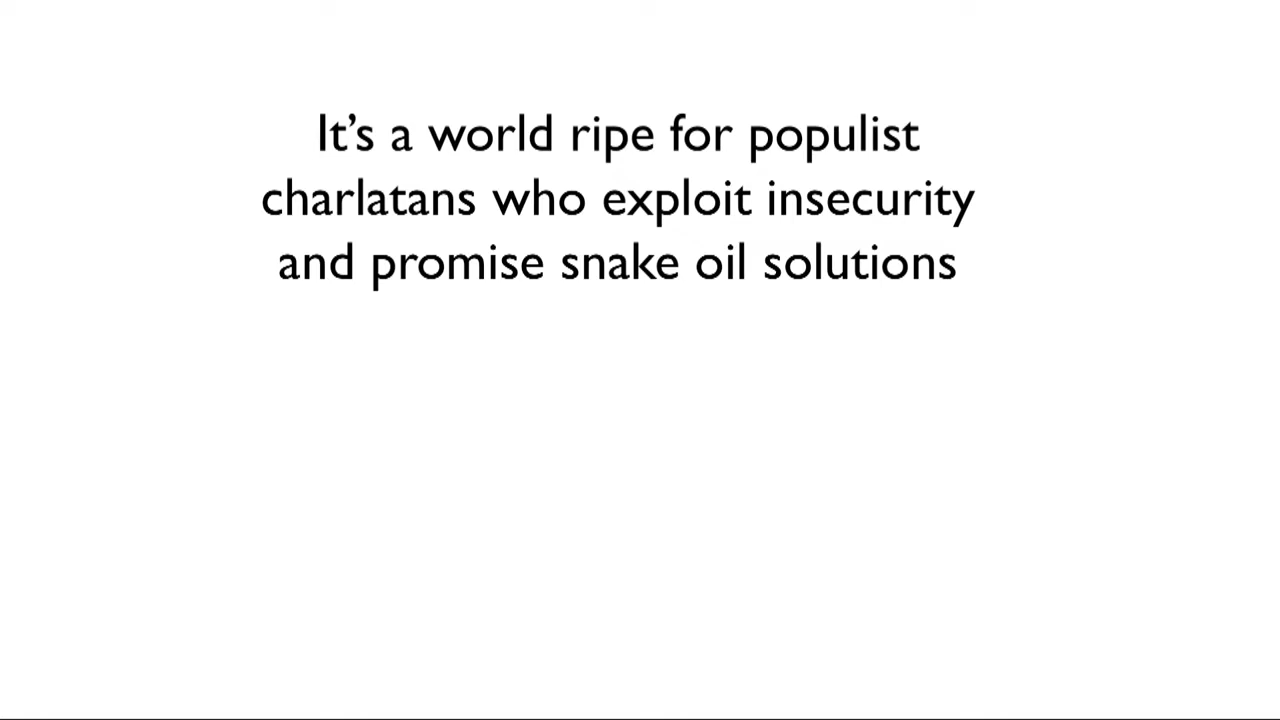 It’s a world ripe for populist
charlatans who exploit insecurity
and promise snake oil solutions